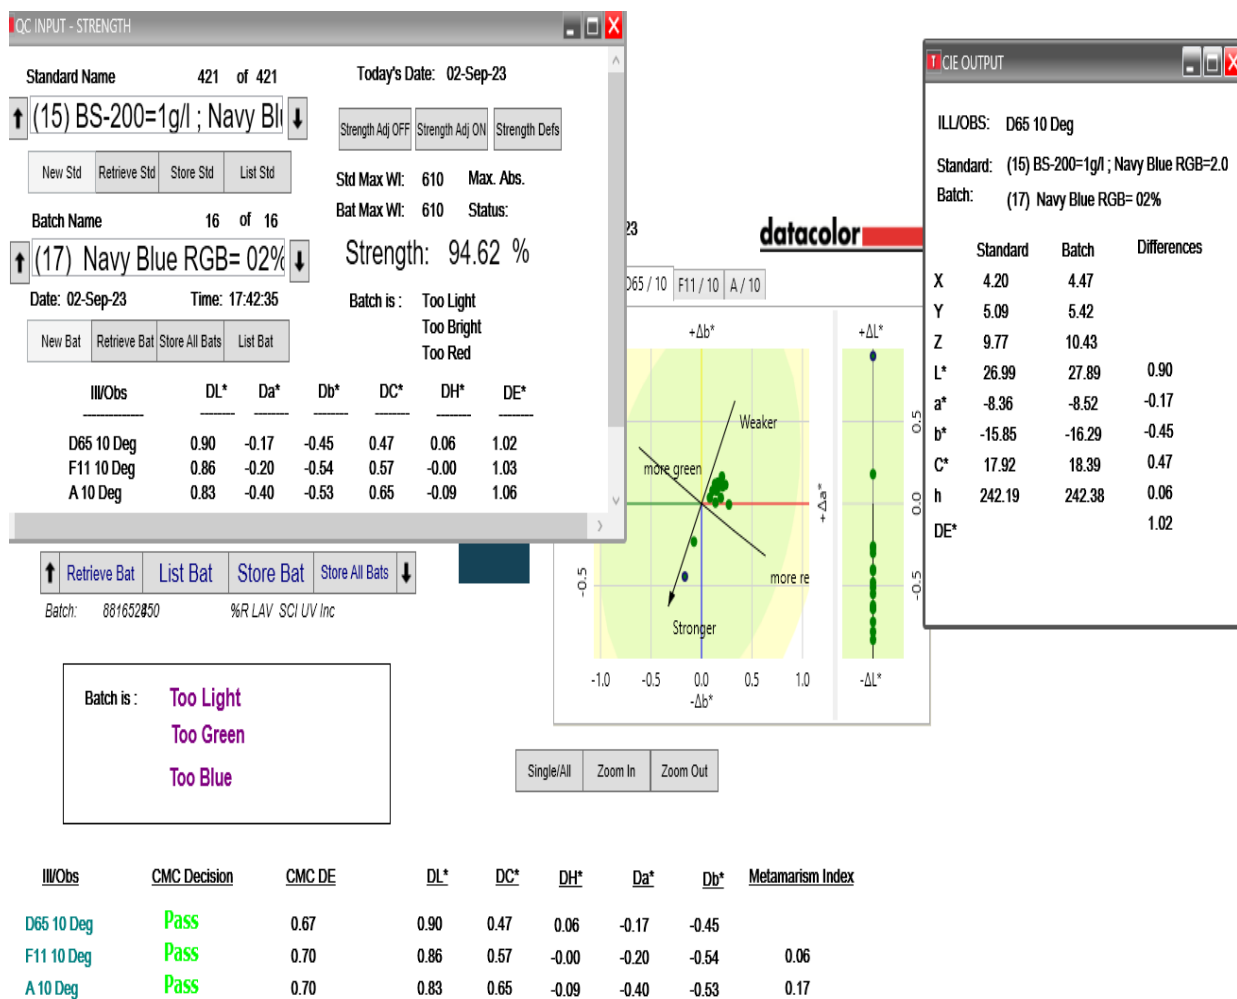 QC INPUT - STRENGTH
Standard Name 421 of 421
(15) BS-200=1g/l ; Navy Blu
New Std Retrieve Std Store Std List Std
Batch Name 16 of 16
(17) Navy Blue RGB= 02%
Date: 02-Sep-23 Time: 17:42:35
New Bat Retrieve Bat Store All Bats List Bat
Today's Date: 02-Sep-23
Strength Adj OFF Strength Adj ON Strength Defs
Std Max Wl: 610 Max. Abs.
Bat Max Wl: 610 Status:
Strength: 94.62 %
Batch is : Too Light
Too Bright
Too Red
Ill/Obs DL* Da* Db* DC* DH* DE*
D65 10 Deg 0.90 -0.17 -0.45 0.47 0.06 1.02
F11 10 Deg 0.86 -0.20 -0.54 0.57 -0.00 1.03
A 10 Deg 0.83 -0.40 -0.53 0.65 -0.09 1.06
23
datacolor
D65 / 10 F11 / 10 A / 10
+Δb* +ΔL*
Weaker
more green
more re
Stronger
+Δa*
0.5
0.0
-0.5
-0.5
-1.0 -0.5 0.0 0.5 1.0
-Δb* -ΔL*
Single/All Zoom In Zoom Out
T CIE OUTPUT
ILL/OBS: D65 10 Deg
Standard: (15) BS-200=1g/l ; Navy Blue RGB=2.0
Batch: (17) Navy Blue RGB= 02%
Standard Batch Differences
X 4.20 4.47
Y 5.09 5.42
Z 9.77 10.43
L* 26.99 27.89 0.90
a* -8.36 -8.52 -0.17
b* -15.85 -16.29 -0.45
C* 17.92 18.39 0.47
h 242.19 242.38 0.06
DE* 1.02
Retrieve Bat List Bat Store Bat Store All Bats
Batch: %R LAV SCI UV Inc
Batch is : Too Light
Too Green
Too Blue
Ill/Obs CMC Decision CMC DE DL* DC* DH* Da* Db* Metamarism Index
D65 10 Deg Pass 0.67 0.90 0.47 0.06 -0.17 -0.45
F11 10 Deg Pass 0.70 0.86 0.57 -0.00 -0.20 -0.54 0.06
A 10 Deg Pass 0.70 0.83 0.65 -0.09 -0.40 -0.53 0.17